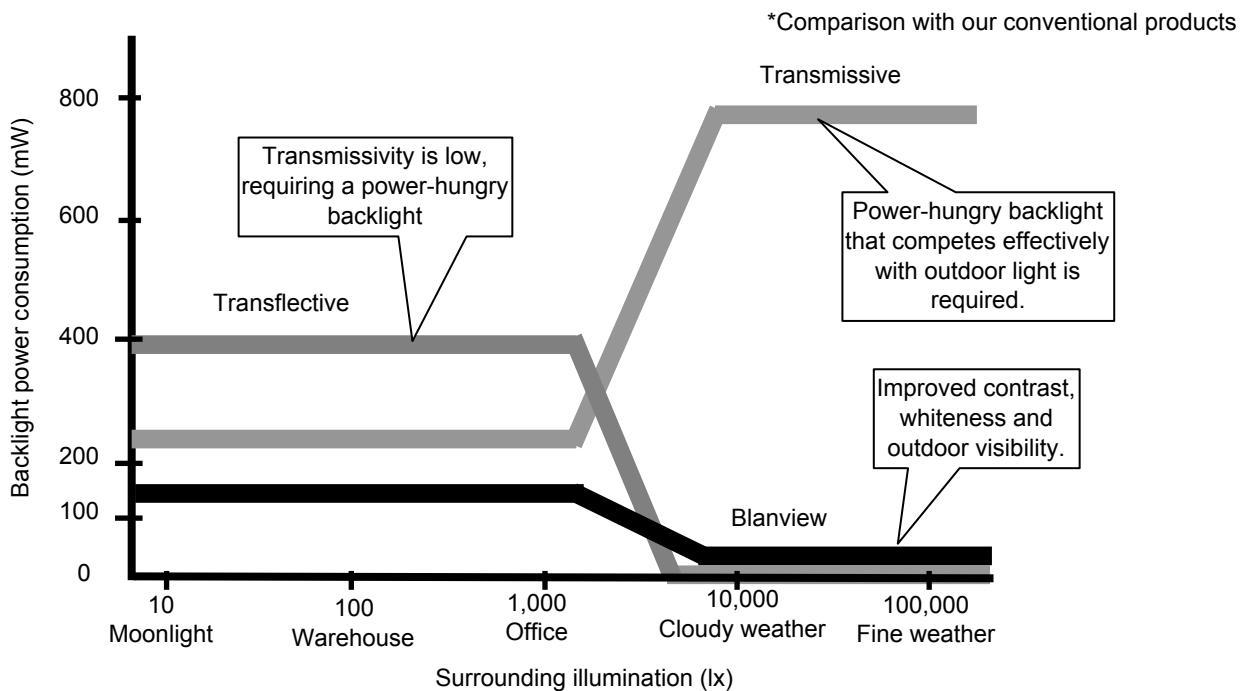 *Comparison with our conventional products
Transmissive
800
600
400
200
100
0
Backlight power consumption (mW)
Transmissivity is low,
requiring a power-hungry
backlight
Transflective
Power-hungry backlight
that competes effectively
with outdoor light is
required.
Improved contrast,
whiteness and
outdoor visibility.
Blanview
10
Moonlight
100
Warehouse
1,000
Office
10,000
Cloudy weather
100,000
Fine weather
Surrounding illumination (lx)